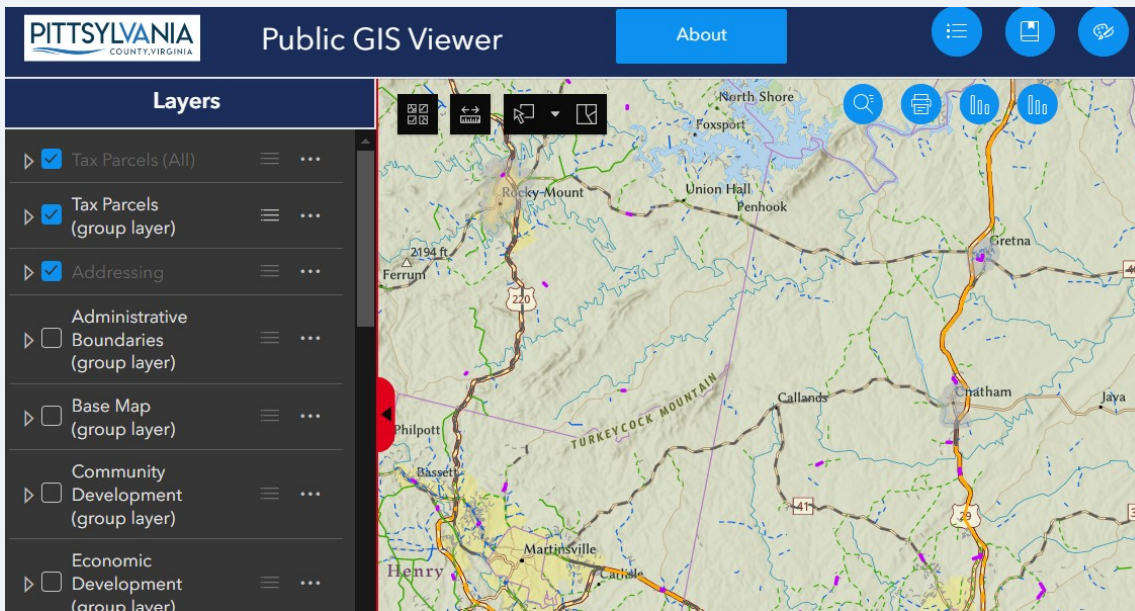 PITTSYLVANIA
COUNTY, VIRGINIA
Public GIS Viewer
About
Layers
Tax Parcels (All)
Tax Parcels
(group layer)
Addressing
Administrative
Boundaries
(group layer)
Base Map
(group layer)
Community
Development
(group layer)
Economic
Development
(group layer)
North Shore
Foxsport
Rocky Mount
Union Hall
Penhook
Gretna
2194 ft
Ferrum
220
40
TURKEYCOCK MOUNTAIN
Callands
Chatham
Java
Philpott
Bassett
41
29
Martinsville
Henry
Carlisle